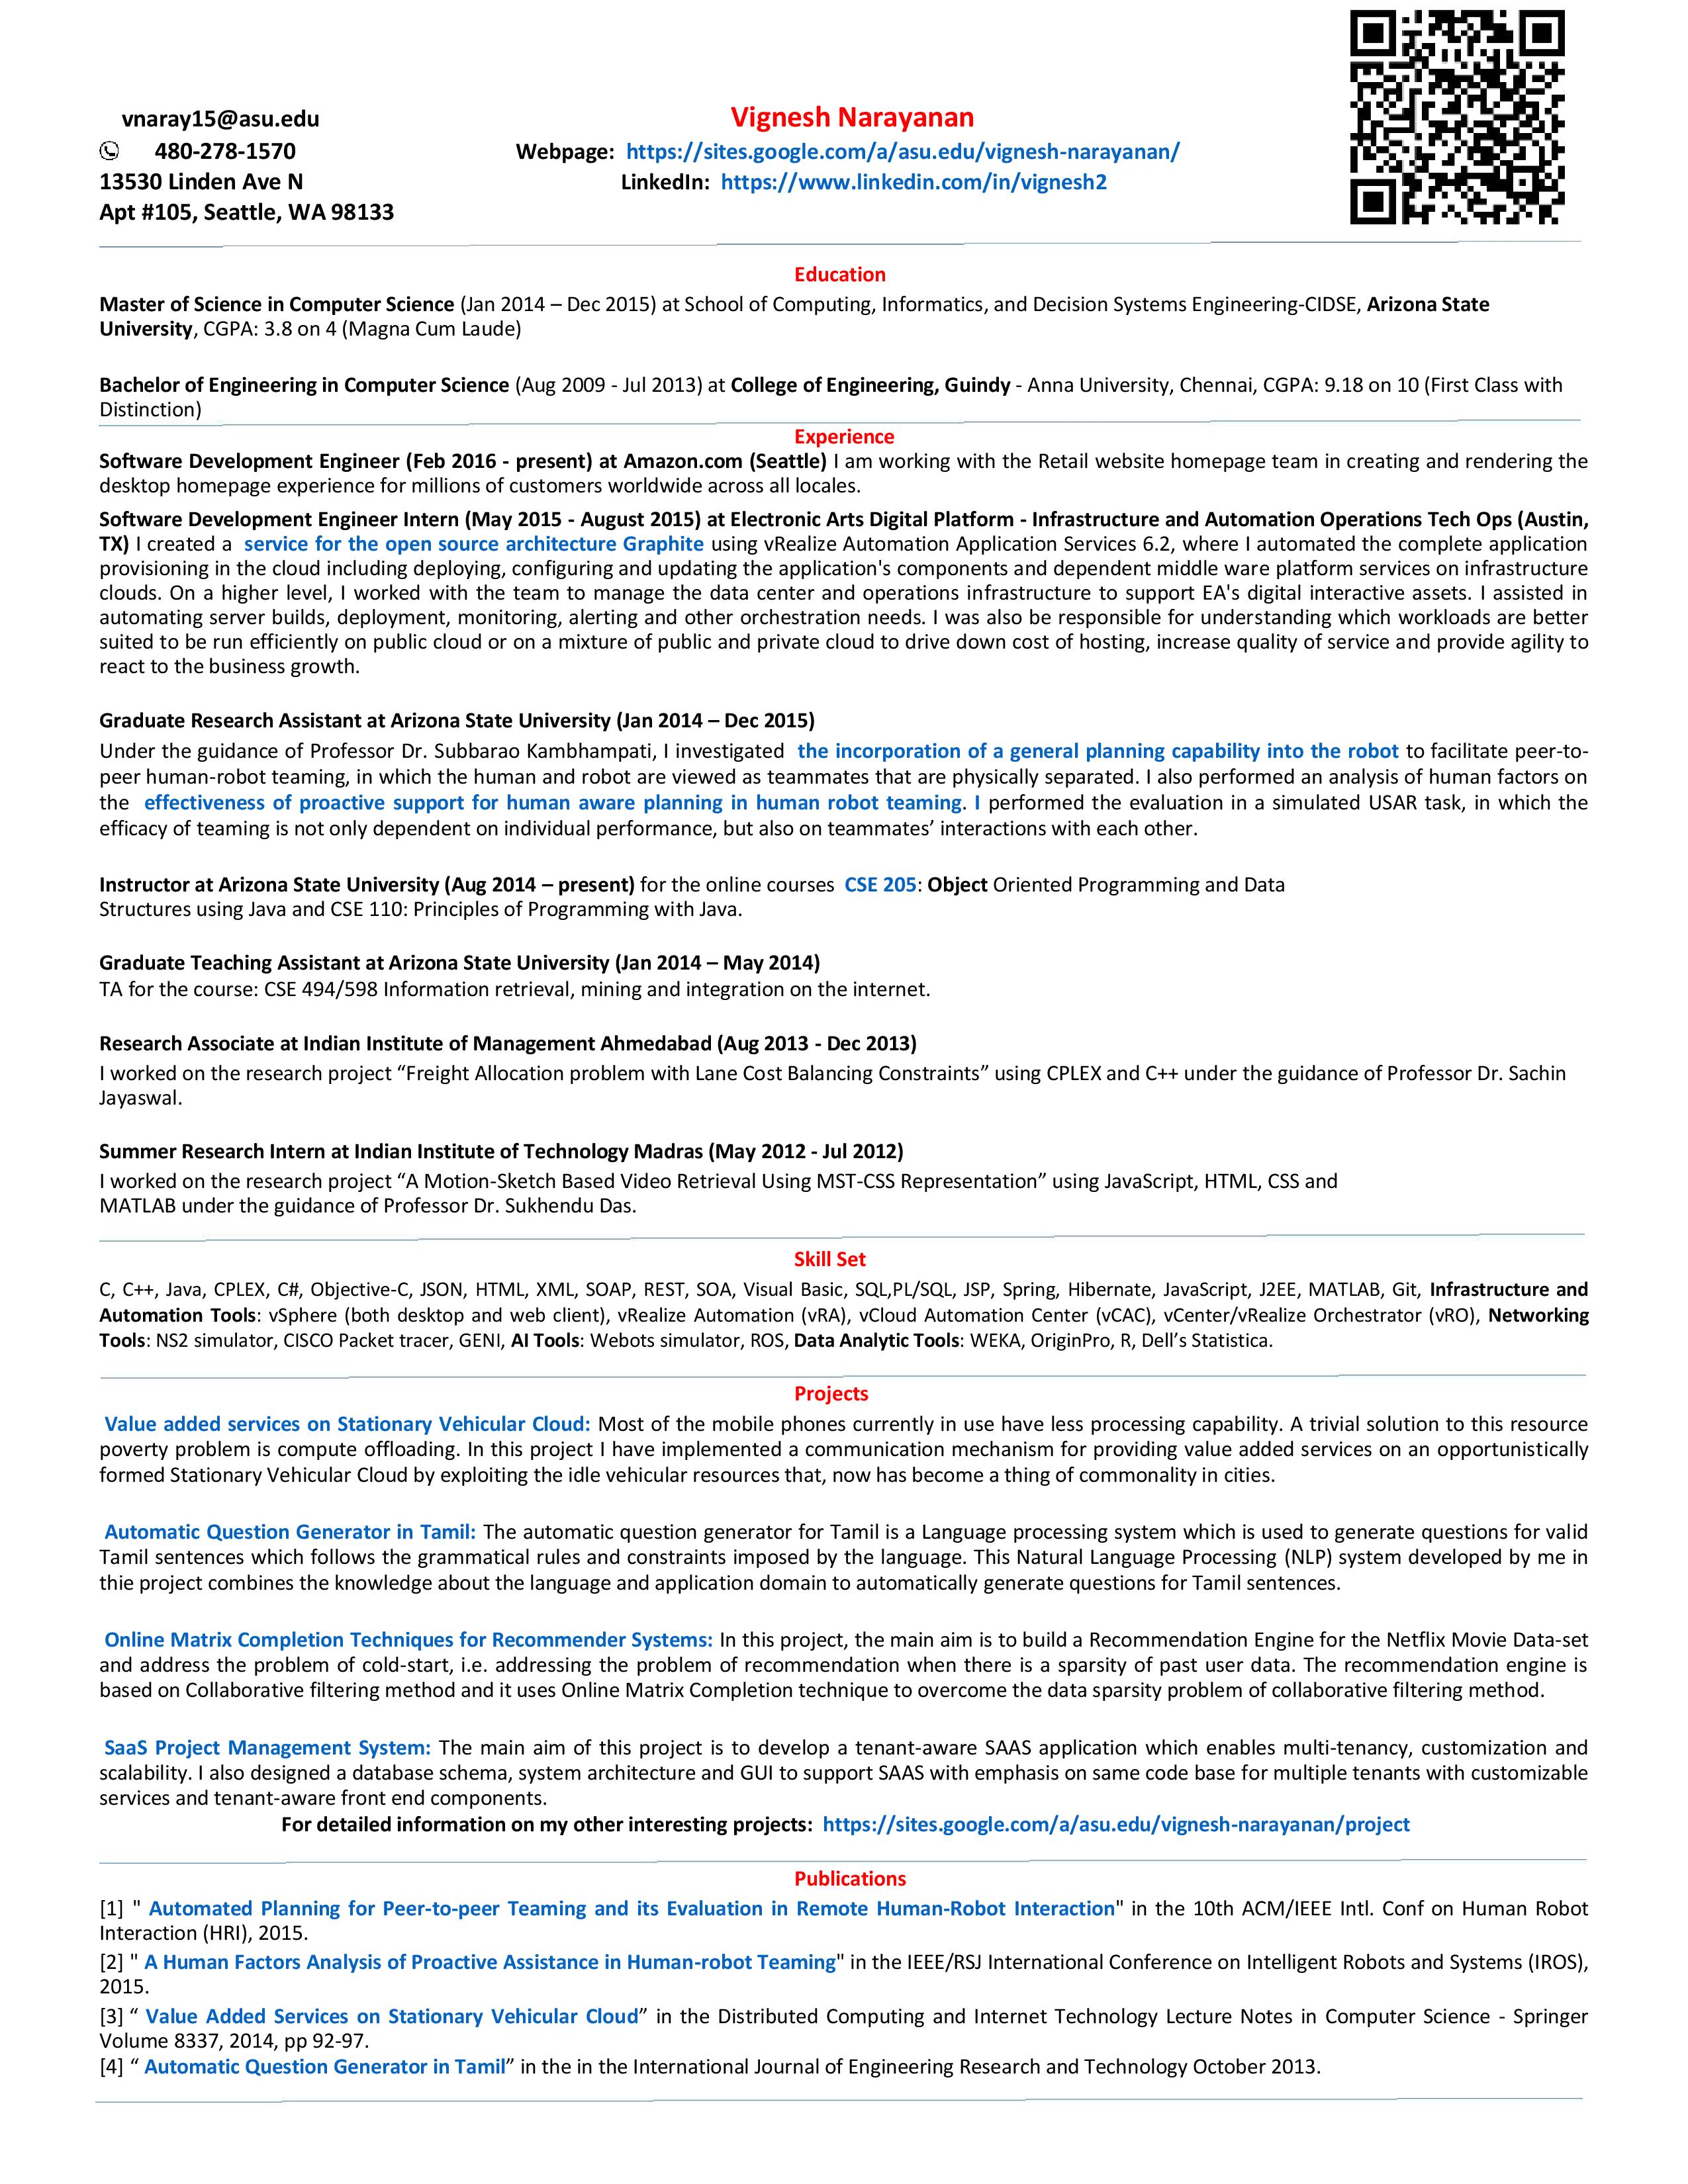 vnaray15@asu.edu
480-278-1570
13530 Linden Ave N
Apt #105, Seattle, WA 98133
Vignesh Narayanan
Webpage: https://sites.google.com/a/asu.edu/vignesh-narayanan/
LinkedIn: https://www.linkedin.com/in/vignesh2
Education
Master of Science in Computer Science (Jan 2014 – Dec 2015) at School of Computing, Informatics, and Decision Systems Engineering-CIDSE, Arizona State
University, CGPA: 3.8 on 4 (Magna Cum Laude)
Bachelor of Engineering in Computer Science (Aug 2009 - Jul 2013) at College of Engineering, Guindy - Anna University, Chennai, CGPA: 9.18 on 10 (First Class with
Distinction)
Experience
Software Development Engineer (Feb 2016 - present) at Amazon.com (Seattle) I am working with the Retail website homepage team in creating and rendering the
desktop homepage experience for millions of customers worldwide across all locales.
Software Development Engineer Intern (May 2015 - August 2015) at Electronic Arts Digital Platform - Infrastructure and Automation Operations Tech Ops (Austin,
TX) I created a service for the open source architecture Graphite using vRealize Automation Application Services 6.2, where I automated the complete application
provisioning in the cloud including deploying, configuring and updating the application's components and dependent middle ware platform services on infrastructure
clouds. On a higher level, I worked with the team to manage the data center and operations infrastructure to support EA's digital interactive assets. I assisted in
automating server builds, deployment, monitoring, alerting and other orchestration needs. I was also be responsible for understanding which workloads are better
suited to be run efficiently on public cloud or on a mixture of public and private cloud to drive down cost of hosting, increase quality of service and provide agility to
react to the business growth.
Graduate Research Assistant at Arizona State University (Jan 2014 – Dec 2015)
Under the guidance of Professor Dr. Subbarao Kambhampati, I investigated the incorporation of a general planning capability into the robot to facilitate peer-to-
peer human-robot teaming, in which the human and robot are viewed as teammates that are physically separated. I also performed an analysis of human factors on
the effectiveness of proactive support for human aware planning in human robot teaming. I performed the evaluation in a simulated USAR task, in which the
efficacy of teaming is not only dependent on individual performance, but also on teammates’ interactions with each other.
Instructor at Arizona State University (Aug 2014 – present) for the online courses CSE 205: Object Oriented Programming and Data
Structures using Java and CSE 110: Principles of Programming with Java.
Graduate Teaching Assistant at Arizona State University (Jan 2014 – May 2014)
TA for the course: CSE 494/598 Information retrieval, mining and integration on the internet.
Research Associate at Indian Institute of Management Ahmedabad (Aug 2013 - Dec 2013)
I worked on the research project “Freight Allocation problem with Lane Cost Balancing Constraints” using CPLEX and C++ under the guidance of Professor Dr. Sachin
Jayaswal.
Summer Research Intern at Indian Institute of Technology Madras (May 2012 - Jul 2012)
I worked on the research project “A Motion-Sketch Based Video Retrieval Using MST-CSS Representation” using JavaScript, HTML, CSS and
MATLAB under the guidance of Professor Dr. Sukhendu Das.
Skill Set
C, C++, Java, CPLEX, C#, Objective-C, JSON, HTML, XML, SOAP, REST, SOA, Visual Basic, SQL,PL/SQL, JSP, Spring, Hibernate, JavaScript, J2EE, MATLAB, Git, Infrastructure and
Automation Tools: vSphere (both desktop and web client), vRealize Automation (vRA), vCloud Automation Center (vCAC), vCenter/vRealize Orchestrator (vRO), Networking
Tools: NS2 simulator, CISCO Packet tracer, GENI, AI Tools: Webots simulator, ROS, Data Analytic Tools: WEKA, OriginPro, R, Dell’s Statistica.
Projects
Value added services on Stationary Vehicular Cloud: Most of the mobile phones currently in use have less processing capability. A trivial solution to this resource
poverty problem is compute offloading. In this project I have implemented a communication mechanism for providing value added services on an opportunistically
formed Stationary Vehicular Cloud by exploiting the idle vehicular resources that, now has become a thing of commonality in cities.
Automatic Question Generator in Tamil: The automatic question generator for Tamil is a Language processing system which is used to generate questions for valid
Tamil sentences which follows the grammatical rules and constraints imposed by the language. This Natural Language Processing (NLP) system developed by me in
thie project combines the knowledge about the language and application domain to automatically generate questions for Tamil sentences.
Online Matrix Completion Techniques for Recommender Systems: In this project, the main aim is to build a Recommendation Engine for the Netflix Movie Data-set
and address the problem of cold-start, i.e. addressing the problem of recommendation when there is a sparsity of past user data. The recommendation engine is
based on Collaborative filtering method and it uses Online Matrix Completion technique to overcome the data sparsity problem of collaborative filtering method.
SaaS Project Management System: The main aim of this project is to develop a tenant-aware SAAS application which enables multi-tenancy, customization and
scalability. I also designed a database schema, system architecture and GUI to support SAAS with emphasis on same code base for multiple tenants with customizable
services and tenant-aware front end components.
For detailed information on my other interesting projects: https://sites.google.com/a/asu.edu/vignesh-narayanan/project
Publications
[1] " Automated Planning for Peer-to-peer Teaming and its Evaluation in Remote Human-Robot Interaction" in the 10th ACM/IEEE Intl. Conf on Human Robot
Interaction (HRI), 2015.
[2] " A Human Factors Analysis of Proactive Assistance in Human-robot Teaming" in the IEEE/RSJ International Conference on Intelligent Robots and Systems (IROS),
2015.
[3] “ Value Added Services on Stationary Vehicular Cloud” in the Distributed Computing and Internet Technology Lecture Notes in Computer Science - Springer
Volume 8337, 2014, pp 92-97.
[4] “ Automatic Question Generator in Tamil” in the in the International Journal of Engineering Research and Technology October 2013.